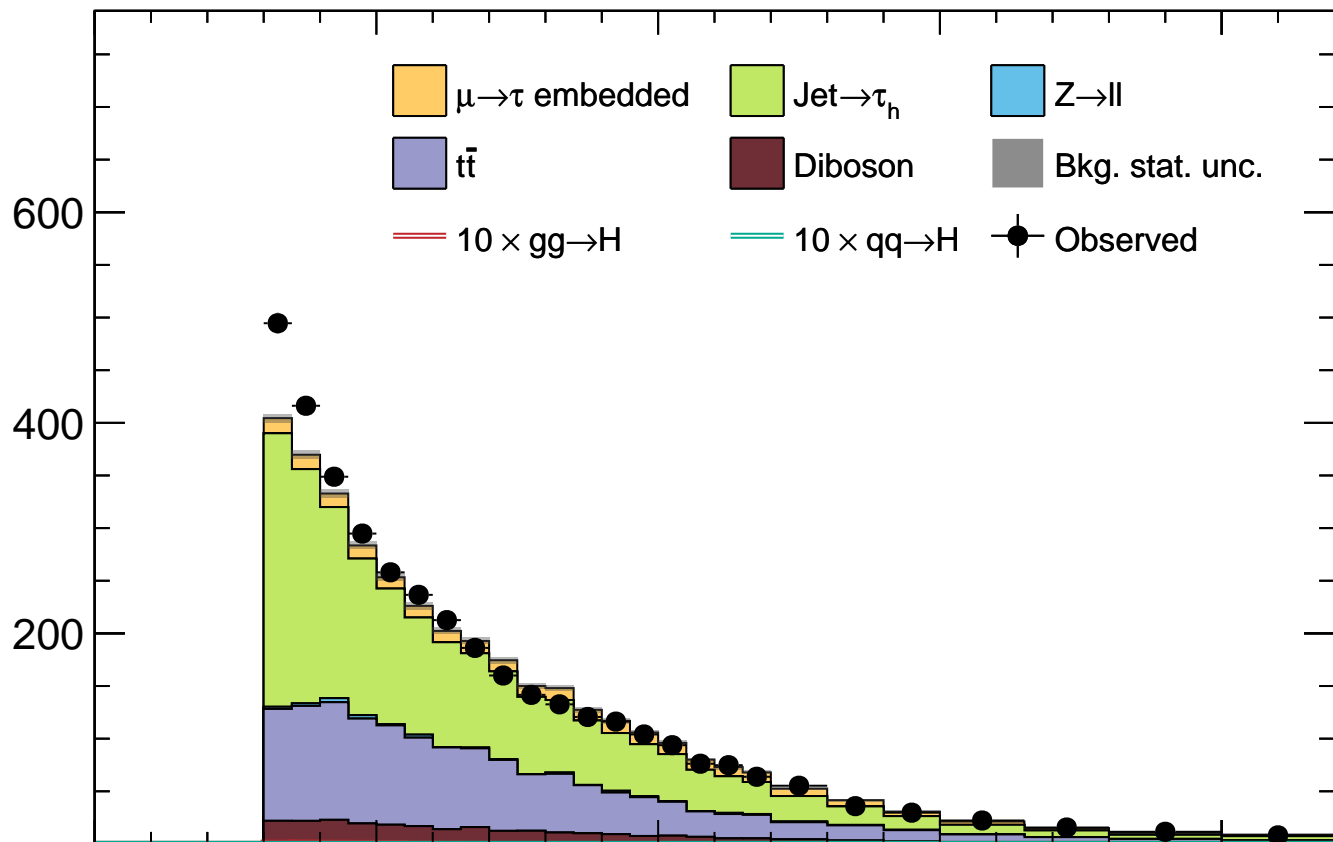 μ→τ embedded Jet→τₕ Z→ll
tt̄ Diboson Bkg. stat. unc.
600
10 × gg→H 10 × qq→H Observed
400
200